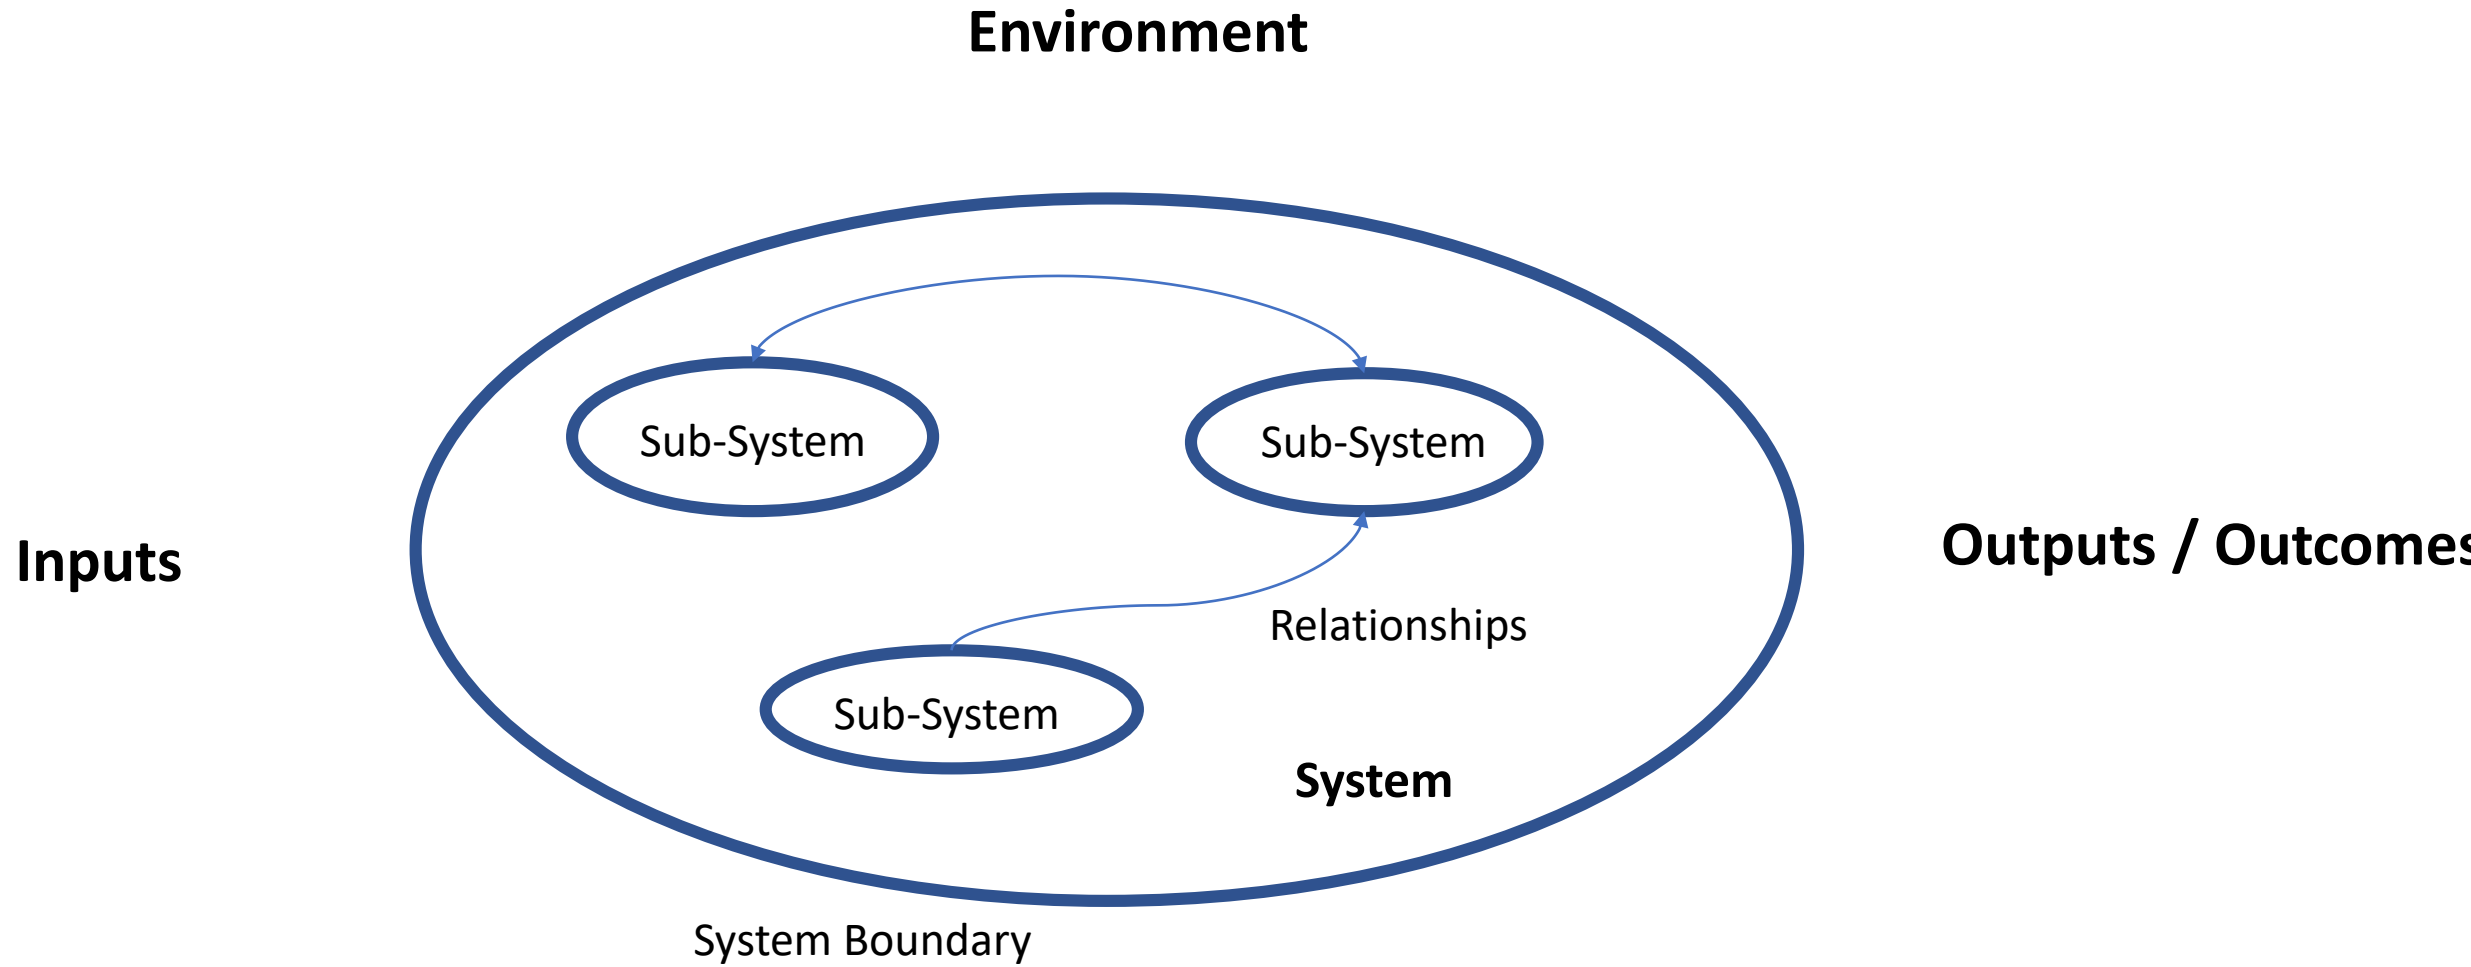 Environment
Sub-System
Sub-System
Inputs
Outputs / Outcomes
Relationships
Sub-System
System
System Boundary